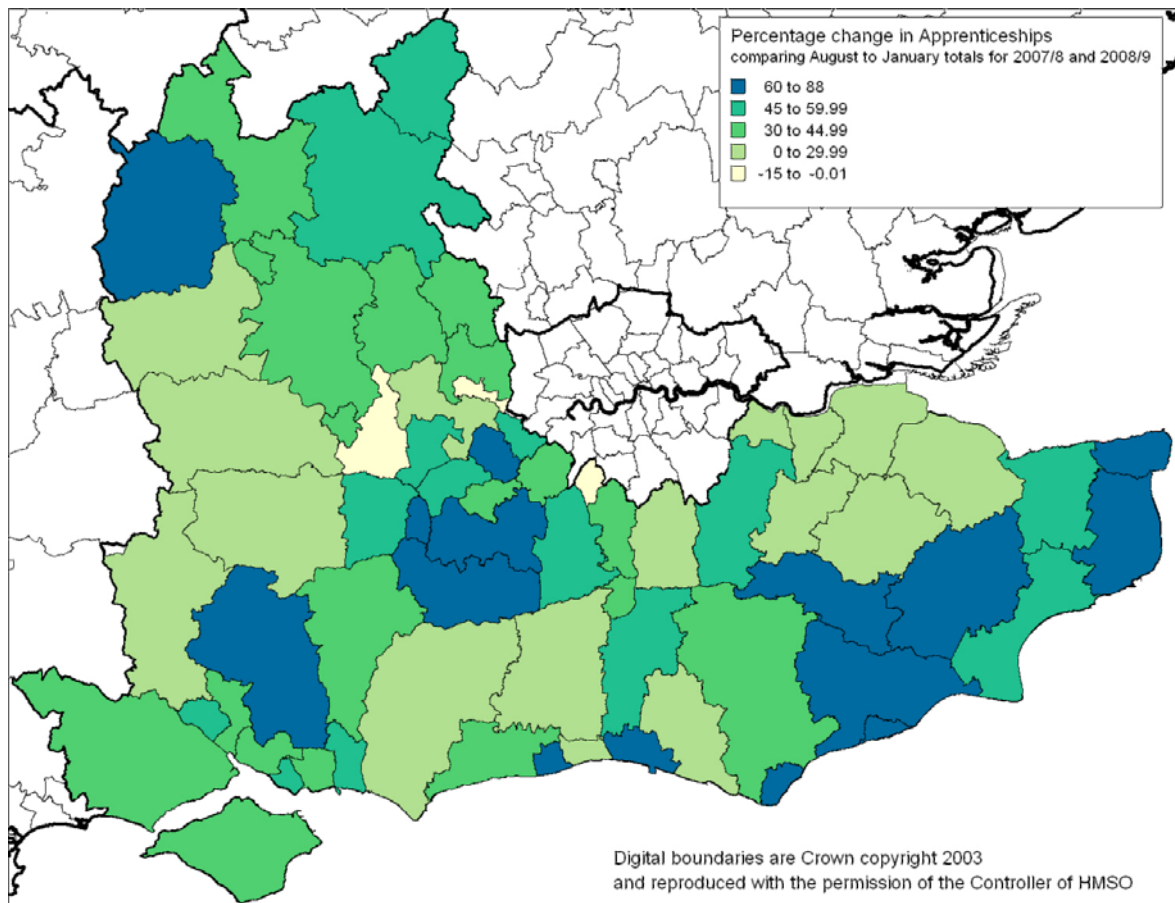 Percentage change in Apprenticeships
comparing August to January totals for 2007/8 and 2008/9
60 to 88
45 to 59.99
30 to 44.99
0 to 29.99
-15 to -0.01
Digital boundaries are Crown copyright 2003
and reproduced with the permission of the Controller of HMSO